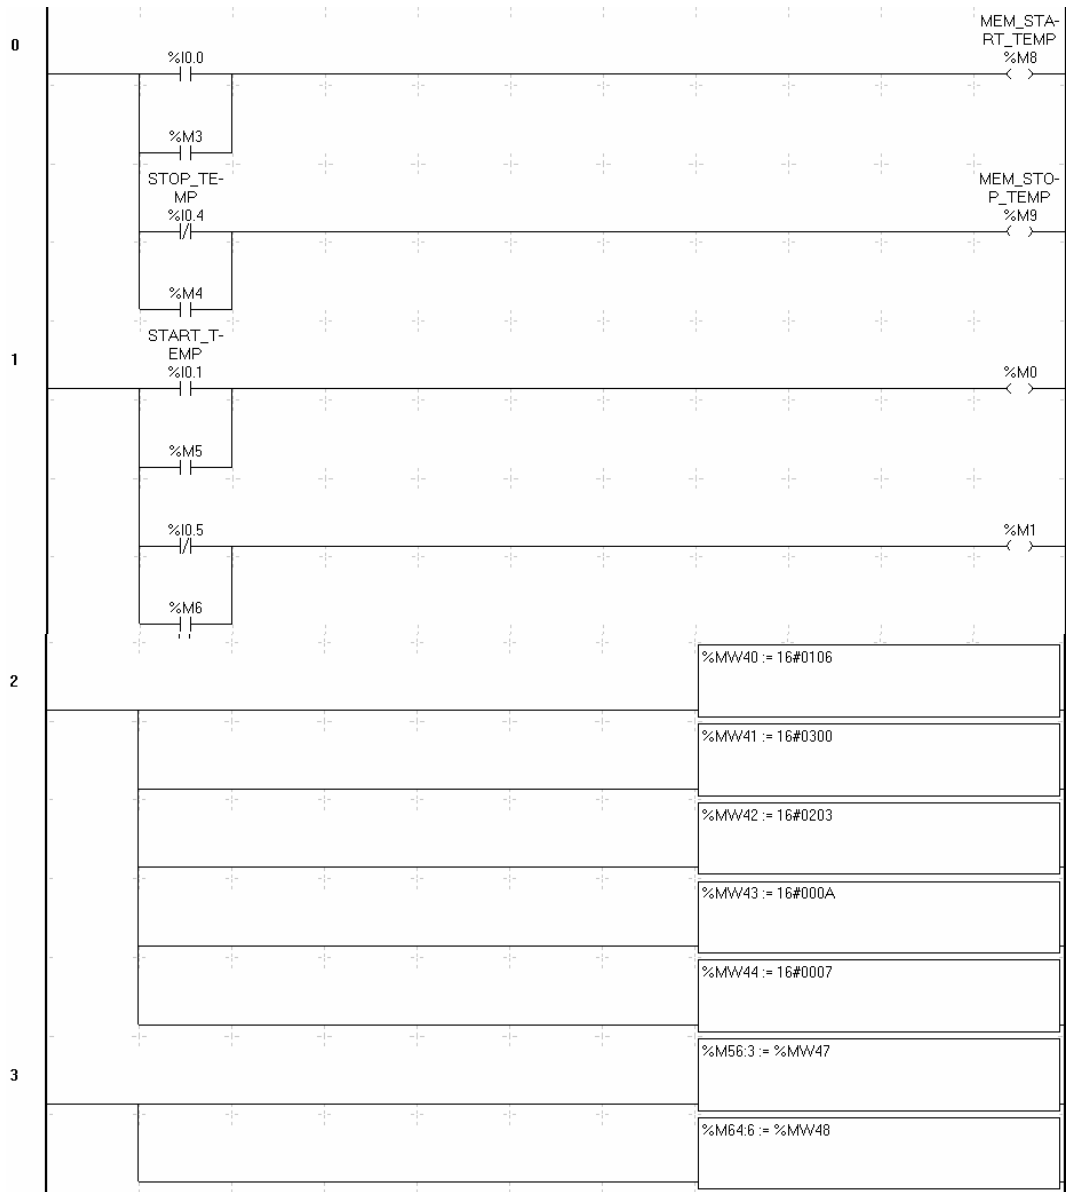 0
MEM_STA-
RT_TEMP
%I0.0
%M8
%M3
STOP_TE-
MP
%I0.4
MEM_STO-
P_TEMP
%M9
%M4
1
START_T-
EMP
%I0.1
%M0
%M5
%I0.5
%M1
%M6
2
%MW40 := 16#0106
%MW41 := 16#0300
%MW42 := 16#0203
%MW43 := 16#000A
%MW44 := 16#0007
3
%M56:3 := %MW47
%M64:6 := %MW48